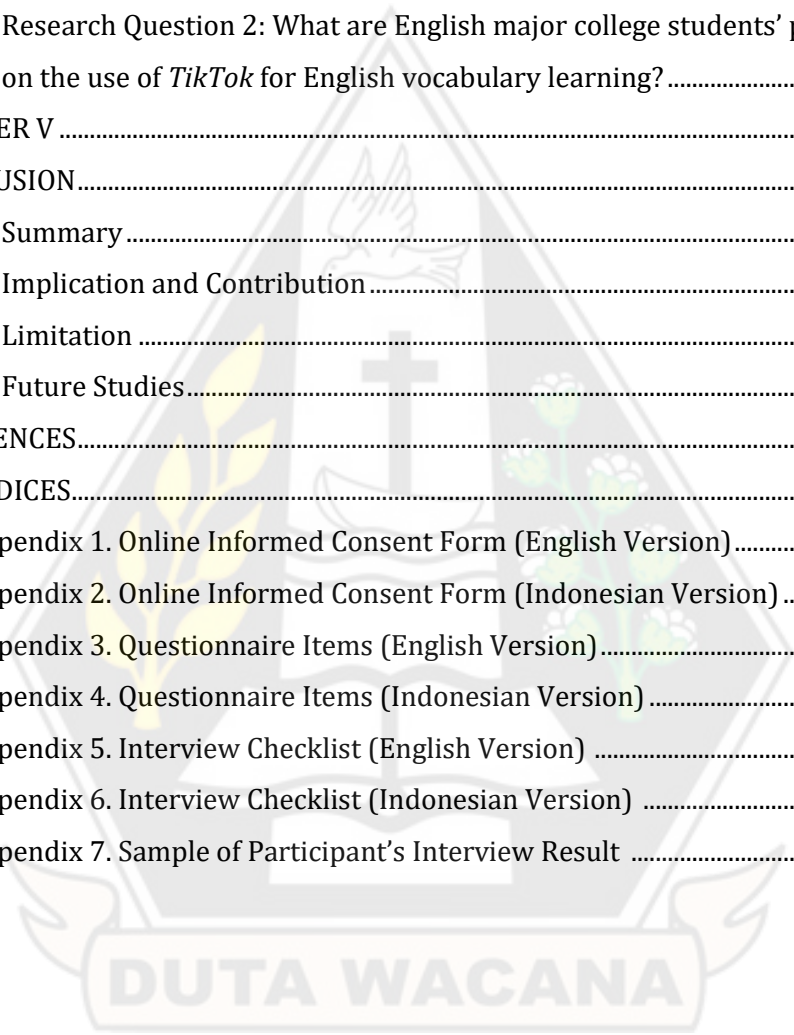 Research Question 2: What are English major college students’ p
on the use of TikTok for English vocabulary learning?
ER V
USION
Summary
Implication and Contribution
Limitation
Future Studies
ENCES
DICES
pendix 1. Online Informed Consent Form (English Version)
pendix 2. Online Informed Consent Form (Indonesian Version)
pendix 3. Questionnaire Items (English Version)
pendix 4. Questionnaire Items (Indonesian Version)
pendix 5. Interview Checklist (English Version)
pendix 6. Interview Checklist (Indonesian Version)
pendix 7. Sample of Participant’s Interview Result
DUTA WACANA